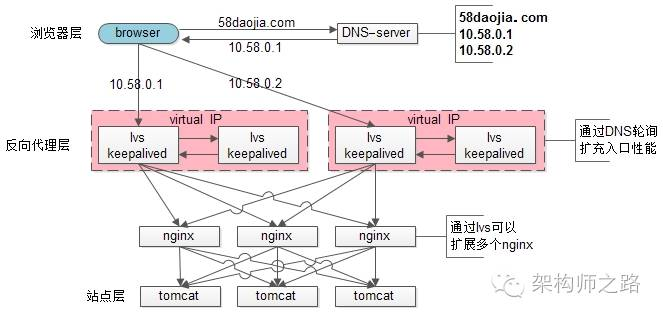 58daojia.com
浏览器层
browser
DNS-server
10.58.0.1
58daojia.com
10.58.0.1
10.58.0.2
10.58.0.1
10.58.0.2
virtual IP
virtual IP
反向代理层
lvs
keepalived
lvs
keepalived
lvs
keepalived
lvs
keepalived
通过DNS轮询
扩充入口性能
nginx
nginx
nginx
通过lvs可以
扩展多个nginx
站点层
tomcat
tomcat
tomcat
架构师之路